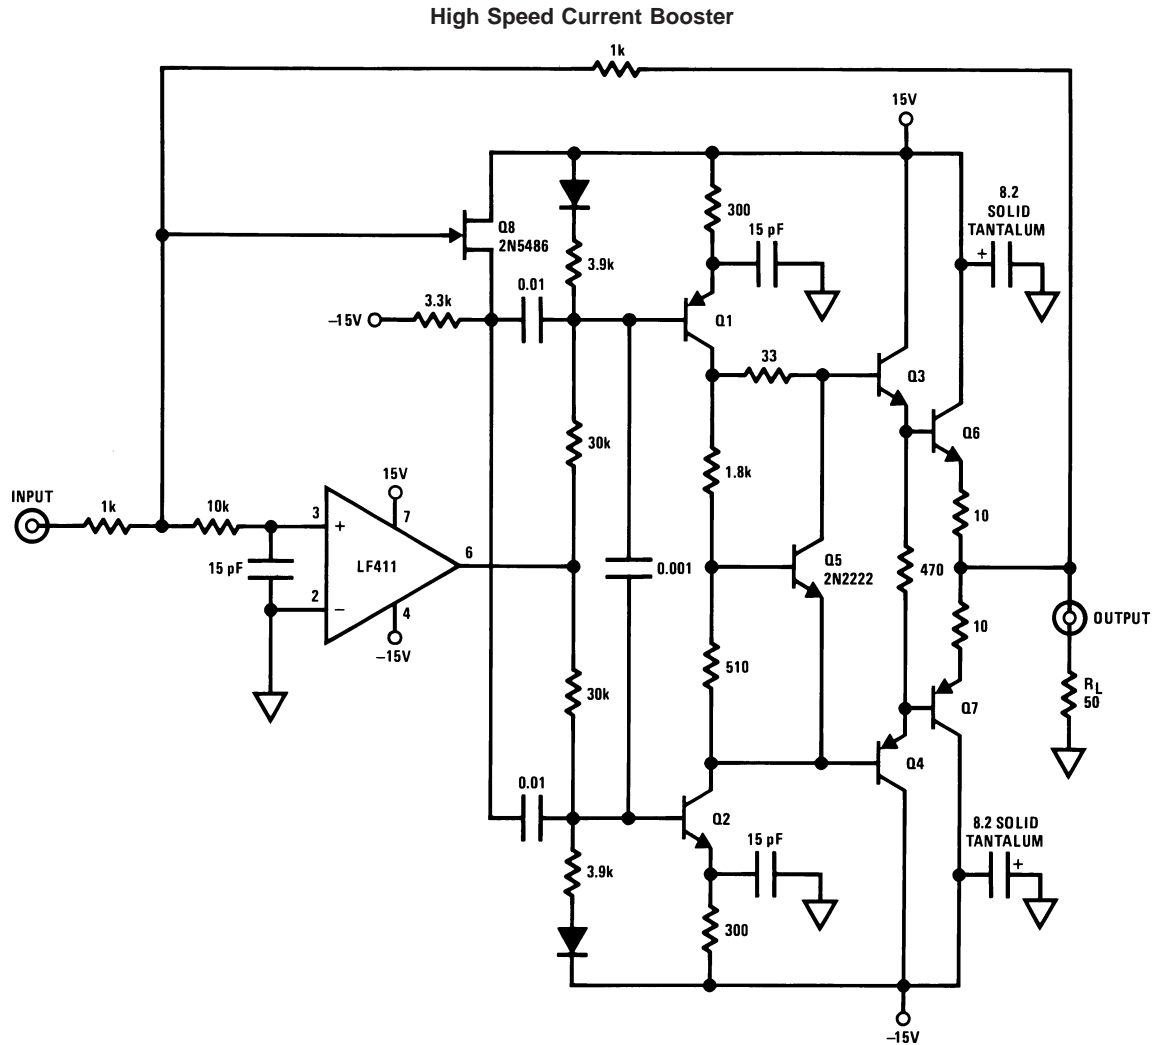 High Speed Current Booster
1k
15V
8.2
SOLID
TANTALUM
+
300
15 pF
Q8
2N5486
3.9k
0.01
3.3k
–15V
Q1
33
Q3
Q6
30k
1.8k
10
INPUT
1k
10k
15V
7
3
+
LF411
6
15 pF
2
–
4
–15V
0.001
Q5
2N2222
470
10
OUTPUT
510
30k
RL
50
Q7
Q4
0.01
Q2
15 pF
8.2 SOLID
TANTALUM
+
3.9k
300
–15V